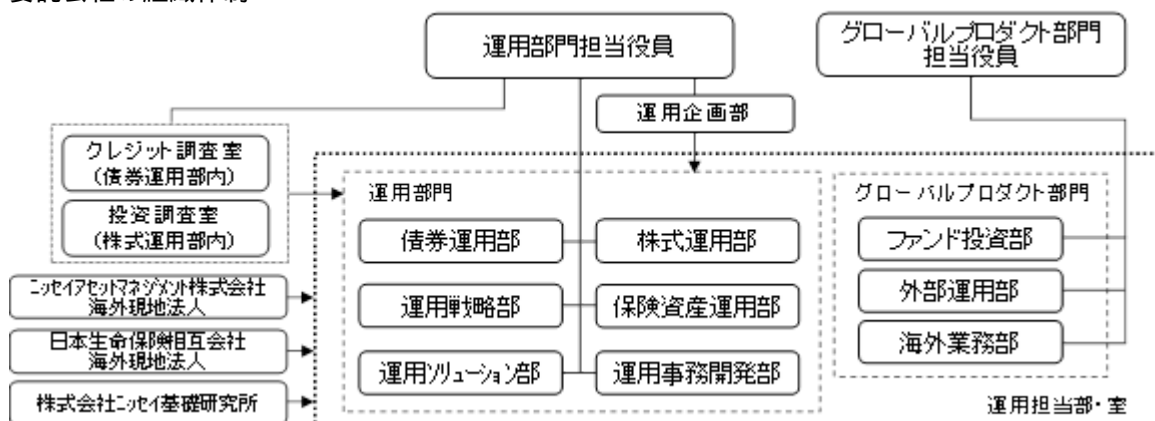 運用部門担当役員
グローバルプロダクト部門
担当役員
運用企画部
クレジット調査室
(債券運用部内)
投資調査室
(株式運用部内)
運用部門
債券運用部
株式運用部
運用戦略部
保険資産運用部
運用ソリューション部
運用事務開発部
グローバルプロダクト部門
ファンド投資部
外部運用部
海外業務部
ニッセイアセットマネジメント株式会社
海外現地法人
日本生命保険相互会社
海外現地法人
株式会社ニッセイ基礎研究所
運用担当部・室